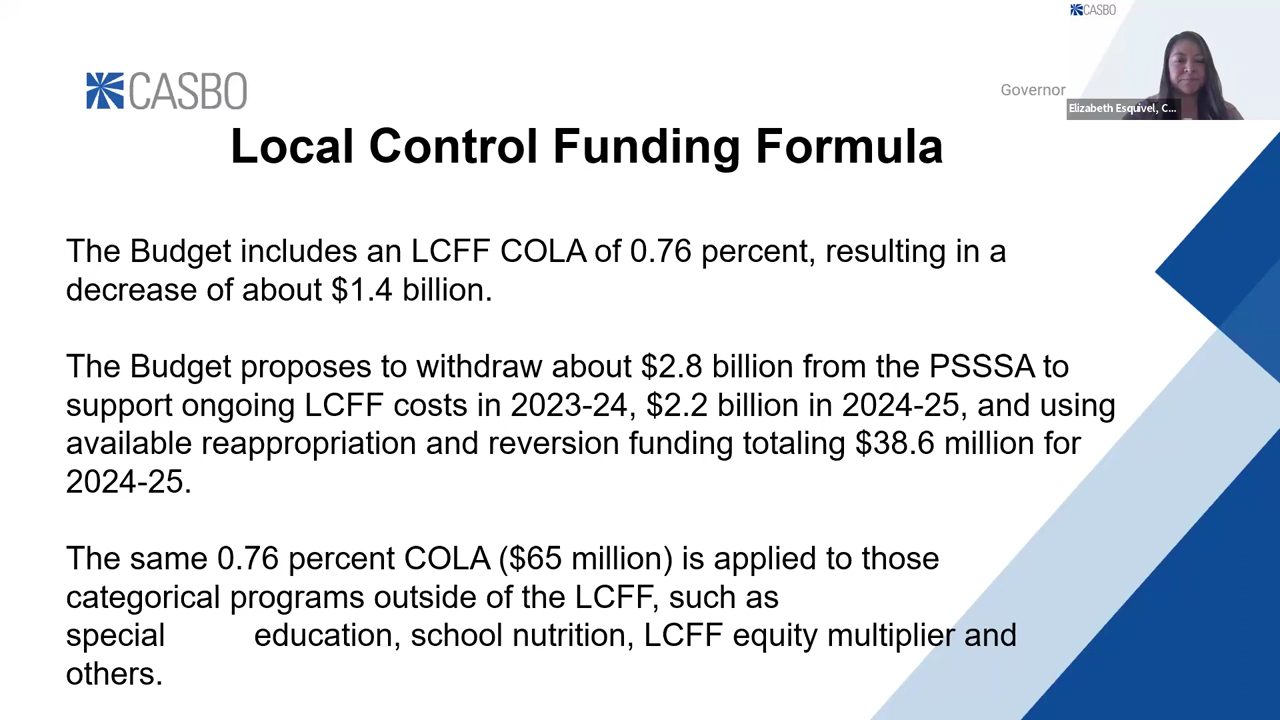 CASBO
CASBO
Governor
Elizabeth Esquivel, C...
Local Control Funding Formula
The Budget includes an LCFF COLA of 0.76 percent, resulting in a
decrease of about $1.4 billion.
The Budget proposes to withdraw about $2.8 billion from the PSSSA to
support ongoing LCFF costs in 2023-24, $2.2 billion in 2024-25, and using
available reappropriation and reversion funding totaling $38.6 million for
2024-25.
The same 0.76 percent COLA ($65 million) is applied to those
categorical programs outside of the LCFF, such as
special education, school nutrition, LCFF equity multiplier and
others.